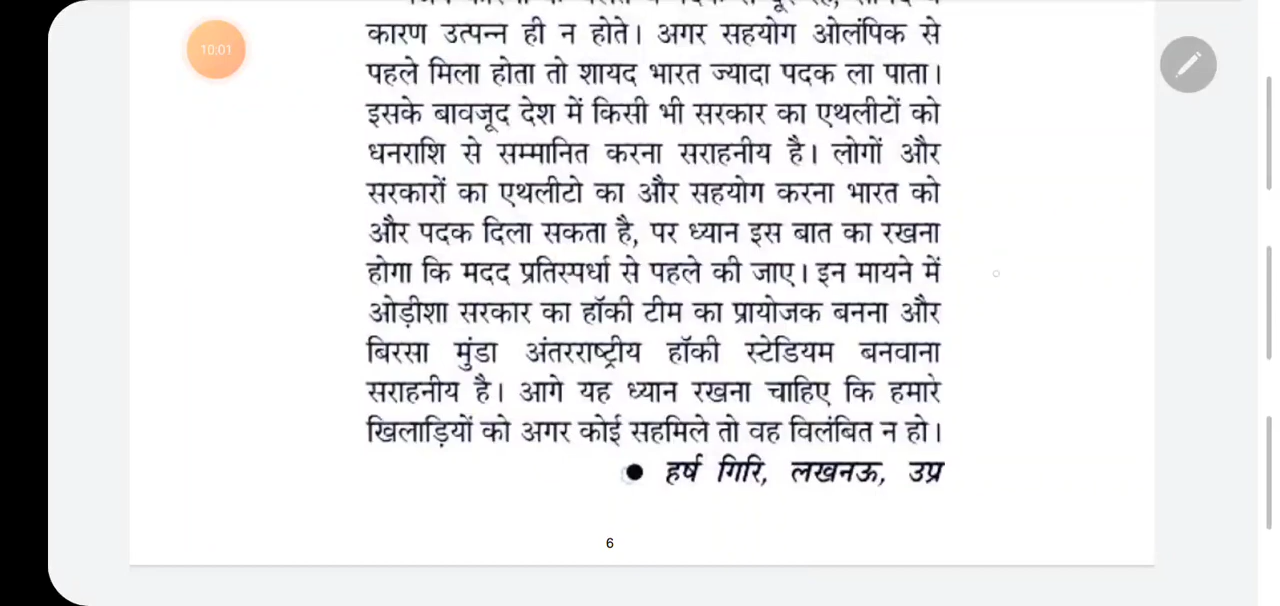 10:01
कारण उत्पन्न ही न होते। अगर सहयोग ओलंपिक से
पहले मिला होता तो शायद भारत ज्यादा पदक ला पाता।
इसके बावजूद देश में किसी भी सरकार का एथलीटों को
धनराशि से सम्मानित करना सराहनीय है। लोगों और
सरकारों का एथलीटो का और सहयोग करना भारत को
और पदक दिला सकता है, पर ध्यान इस बात का रखना
होगा कि मदद प्रतिस्पर्धा से पहले की जाए। इन मायने में
ओड़ीशा सरकार का हॉकी टीम का प्रायोजक बनना और
बिरसा मुंडा अंतरराष्ट्रीय हॉकी स्टेडियम बनवाना
सराहनीय है। आगे यह ध्यान रखना चाहिए कि हमारे
खिलाड़ियों को अगर कोई सहमिले तो वह विलंबित न हो।
● हर्ष गिरि, लखनऊ, उप्र
6